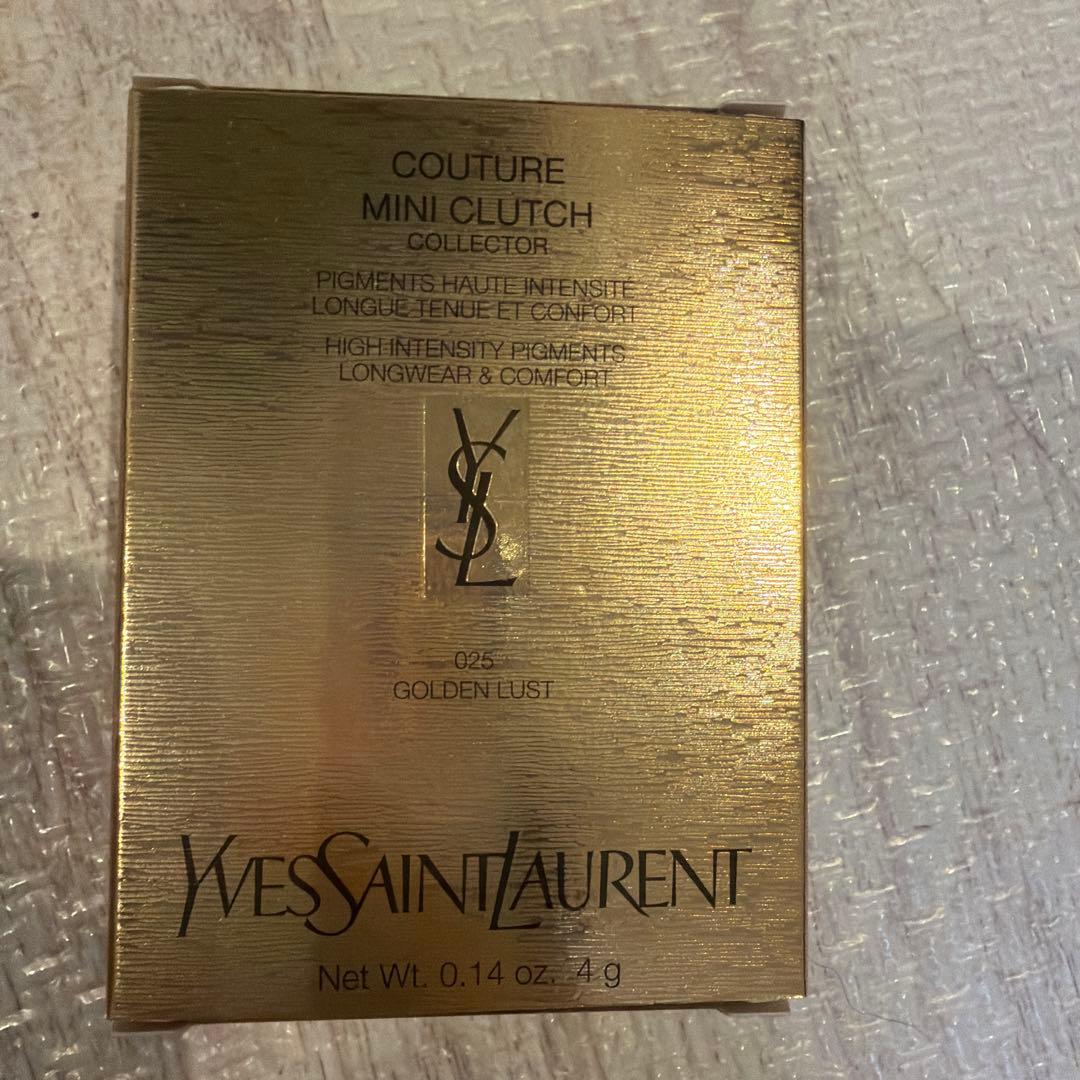 COUTURE
MINI CLUTCH
COLLECTOR
PIGMENTS HAUTE INTENSITÉ
LONGUE TENUE ET CONFORT
HIGH INTENSITY PIGMENTS
LONGWEAR & COMFORT
YSL
025
GOLDEN LUST
YVESSAINTLAURENT
Net Wt. 0.14 oz. 4 g